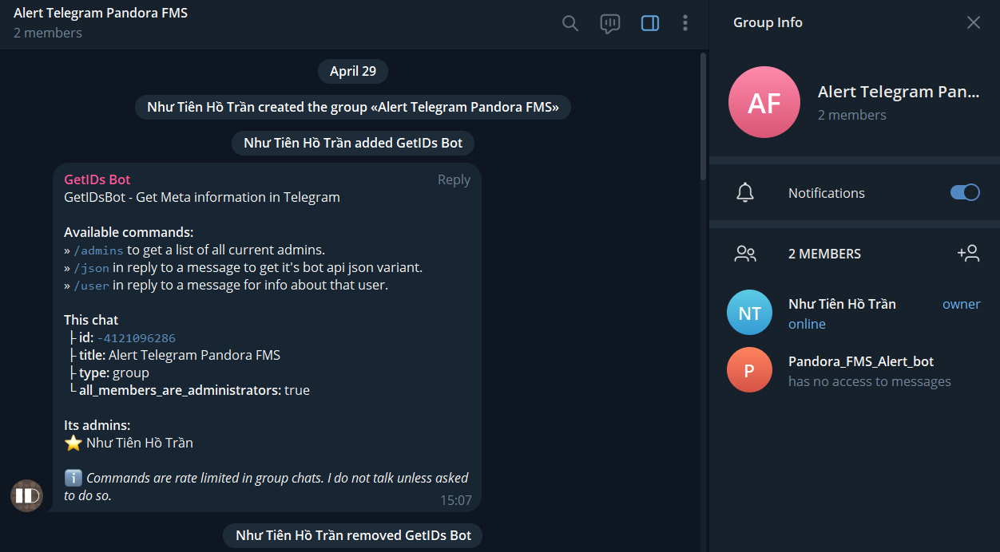 Alert Telegram Pandora FMS
2 members
April 29
Như Tiên Hồ Trần created the group «Alert Telegram Pandora FMS»
Như Tiên Hồ Trần added GetIDs Bot
GetIDs Bot
Reply
GetIDsBot - Get Meta information in Telegram
Available commands:
» /admins to get a list of all current admins.
» /json in reply to a message to get it's bot api json variant.
» /user in reply to a message for info about that user.
This chat
├ id: -4121096286
├ title: Alert Telegram Pandora FMS
├ type: group
└ all_members_are_administrators: true
Its admins:
⭐ Như Tiên Hồ Trần
ℹ️ Commands are rate limited in group chats. I do not talk unless asked
to do so.
15:07
Như Tiên Hồ Trần removed GetIDs Bot
Group Info
AF
Alert Telegram Pan...
2 members
Notifications
2 MEMBERS
NT
Như Tiên Hồ Trần
owner
online
P
Pandora_FMS_Alert_bot
has no access to messages